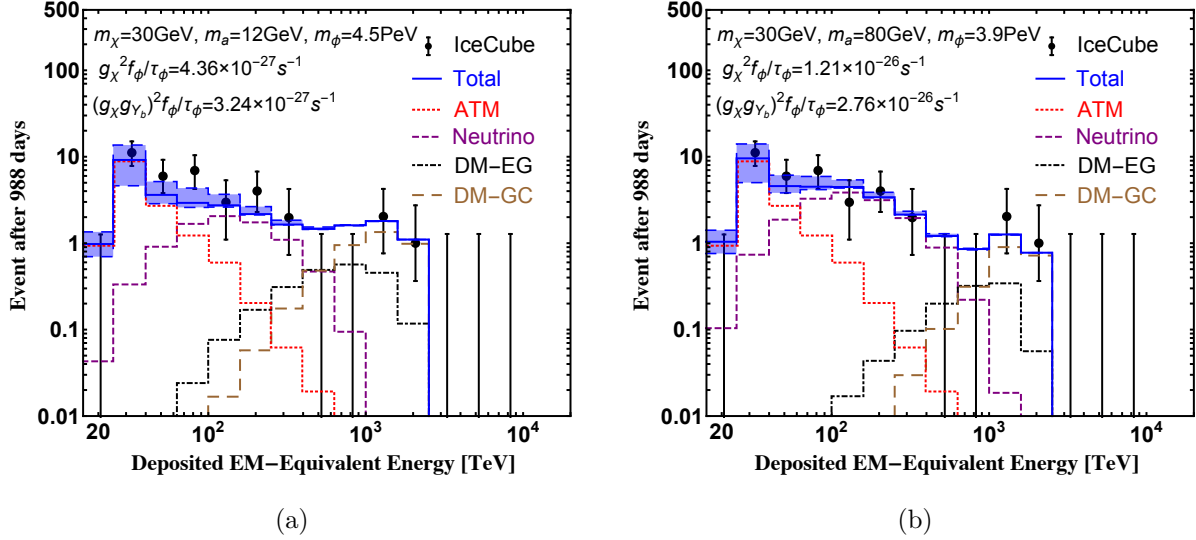 500
100
10
1
0.1
0.01
Event after 988 days
mχ=30GeV, ma=12GeV, mϕ=4.5PeV
gχ²fϕ/τϕ=4.36×10⁻²⁷s⁻¹
(gχgYb)²fϕ/τϕ=3.24×10⁻²⁷s⁻¹
IceCube
Total
ATM
Neutrino
DM−EG
DM−GC
20 10² 10³ 10⁴
Deposited EM−Equivalent Energy [TeV]
(a)
500
100
10
1
0.1
0.01
Event after 988 days
mχ=30GeV, ma=80GeV, mϕ=3.9PeV
gχ²fϕ/τϕ=1.21×10⁻²⁶s⁻¹
(gχgYb)²fϕ/τϕ=2.76×10⁻²⁶s⁻¹
IceCube
Total
ATM
Neutrino
DM−EG
DM−GC
20 10² 10³ 10⁴
Deposited EM−Equivalent Energy [TeV]
(b)